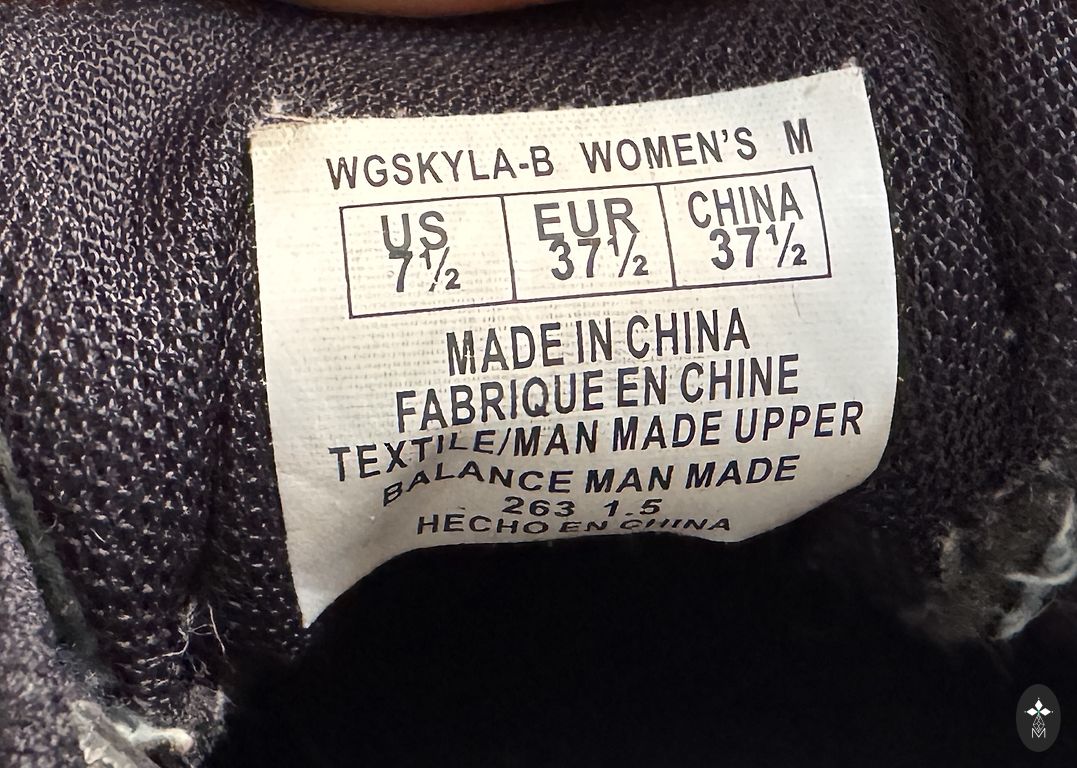 WGSKYLA-B WOMEN'S M
US EUR CHINA
7½ 37½ 37½
MADE IN CHINA
FABRIQUE EN CHINE
TEXTILE/MAN MADE UPPER
BALANCE MAN MADE
263 1.5
HECHO EN CHINA
M